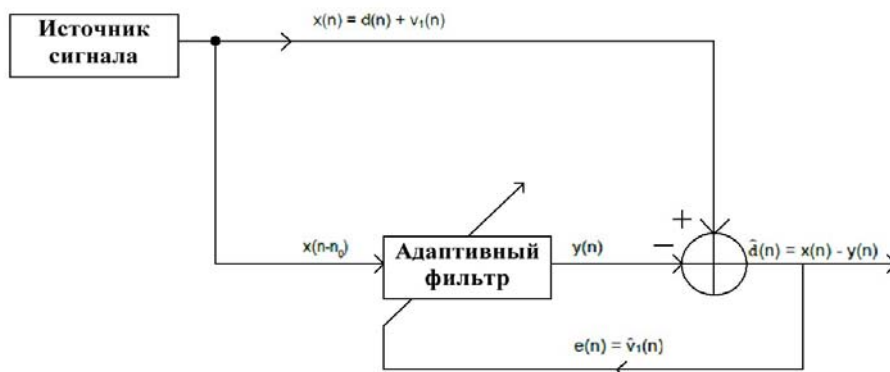 Источник
сигнала
x(n) = d(n) + v₁(n)
x(n-n₀)
Адаптивный
фильтр
y(n)
+
−
d̂(n) = x(n) - y(n)
e(n) = v̂₁(n)